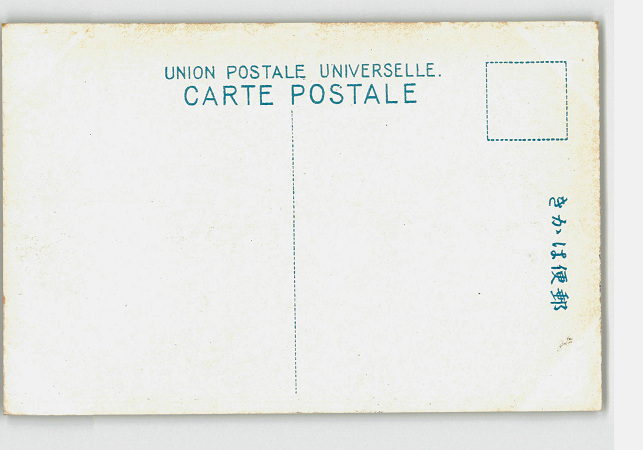 UNION POSTALE UNIVERSELLE.
CARTE POSTALE
郵便はかき